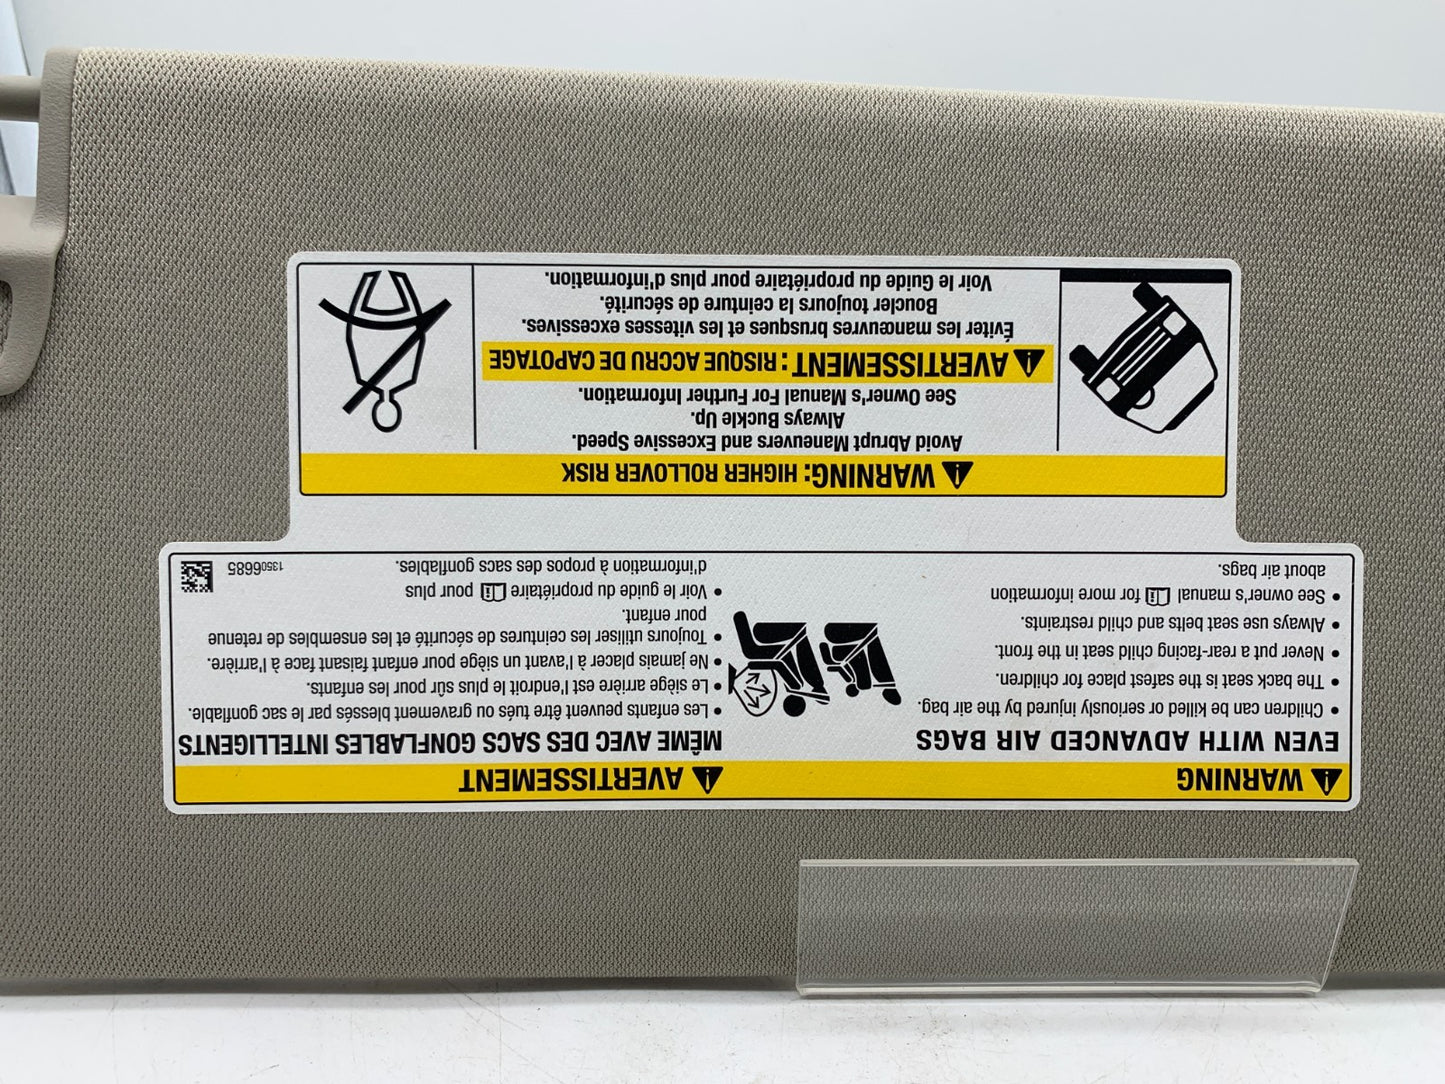 WARNING
EVEN WITH ADVANCED AIR BAGS
• Children can be killed or seriously injured by the air bag.
• The back seat is the safest place for children.
• Never put a rear-facing child seat in the front.
• Always use seat belts and child restraints.
• See owner's manual for more information
about air bags.
AVERTISSEMENT
MÊME AVEC DES SACS GONFLABLES INTELLIGENTS
• Les enfants peuvent être tués ou gravement blessés par le sac gonflable.
• Le siège arrière est l'endroit le plus sûr pour les enfants.
• Ne jamais placer à l'avant un siège pour enfant faisant face à l'arrière.
• Toujours utiliser les ceintures de sécurité et les ensembles de retenue
pour enfant.
• Voir le guide du propriétaire pour plus
d'information à propos des sacs gonflables.
13506685
WARNING: HIGHER ROLLOVER RISK
Avoid Abrupt Maneuvers and Excessive Speed.
Always Buckle Up.
See Owner's Manual For Further Information.
AVERTISSEMENT : RISQUE ACCRU DE CAPOTAGE
Éviter les manœuvres brusques et les vitesses excessives.
Boucler toujours la ceinture de sécurité.
Voir le Guide du propriétaire pour plus d'information.